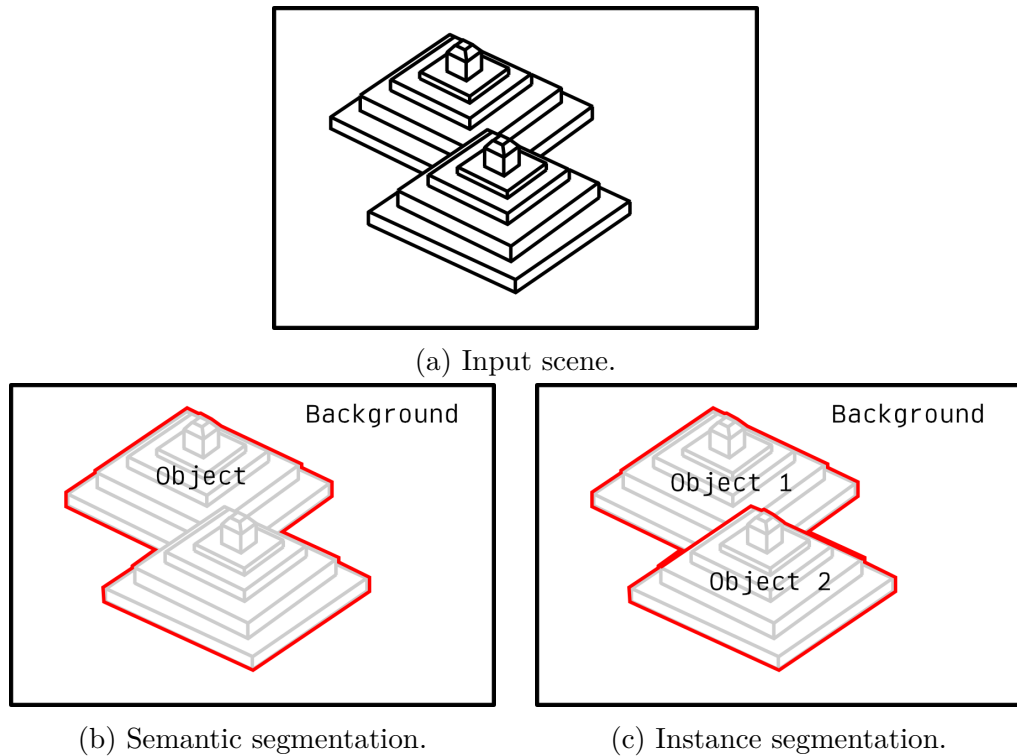 (a) Input scene.
Background
Object
Background
Object 1
Object 2
(b) Semantic segmentation.
(c) Instance segmentation.